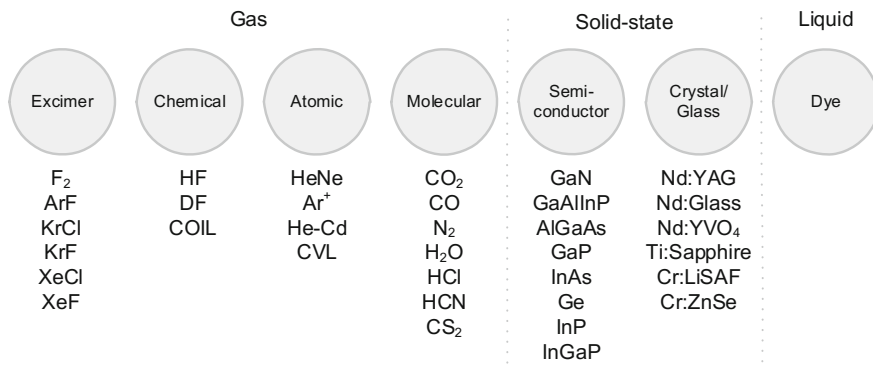 Gas
Solid-state
Liquid
Excimer
Chemical
Atomic
Molecular
Semi-
conductor
Crystal/
Glass
Dye
F₂
ArF
KrCl
KrF
XeCl
XeF
HF
DF
COIL
HeNe
Ar⁺
He-Cd
CVL
CO₂
CO
N₂
H₂O
HCl
HCN
CS₂
GaN
GaAlInP
AlGaAs
GaP
InAs
Ge
InP
InGaP
Nd:YAG
Nd:Glass
Nd:YVO₄
Ti:Sapphire
Cr:LiSAF
Cr:ZnSe